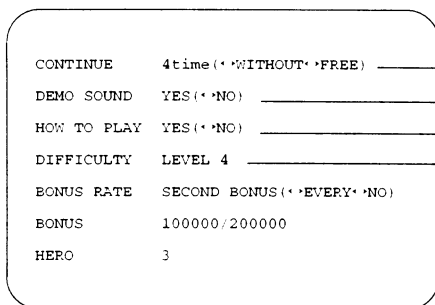 CONTINUE 4time(↔WITHOUT↔FREE)
DEMO SOUND YES(↔NO)
HOW TO PLAY YES(↔NO)
DIFFICULTY LEVEL 4
BONUS RATE SECOND BONUS(↔EVERY↔NO)
BONUS 100000/200000
HERO 3